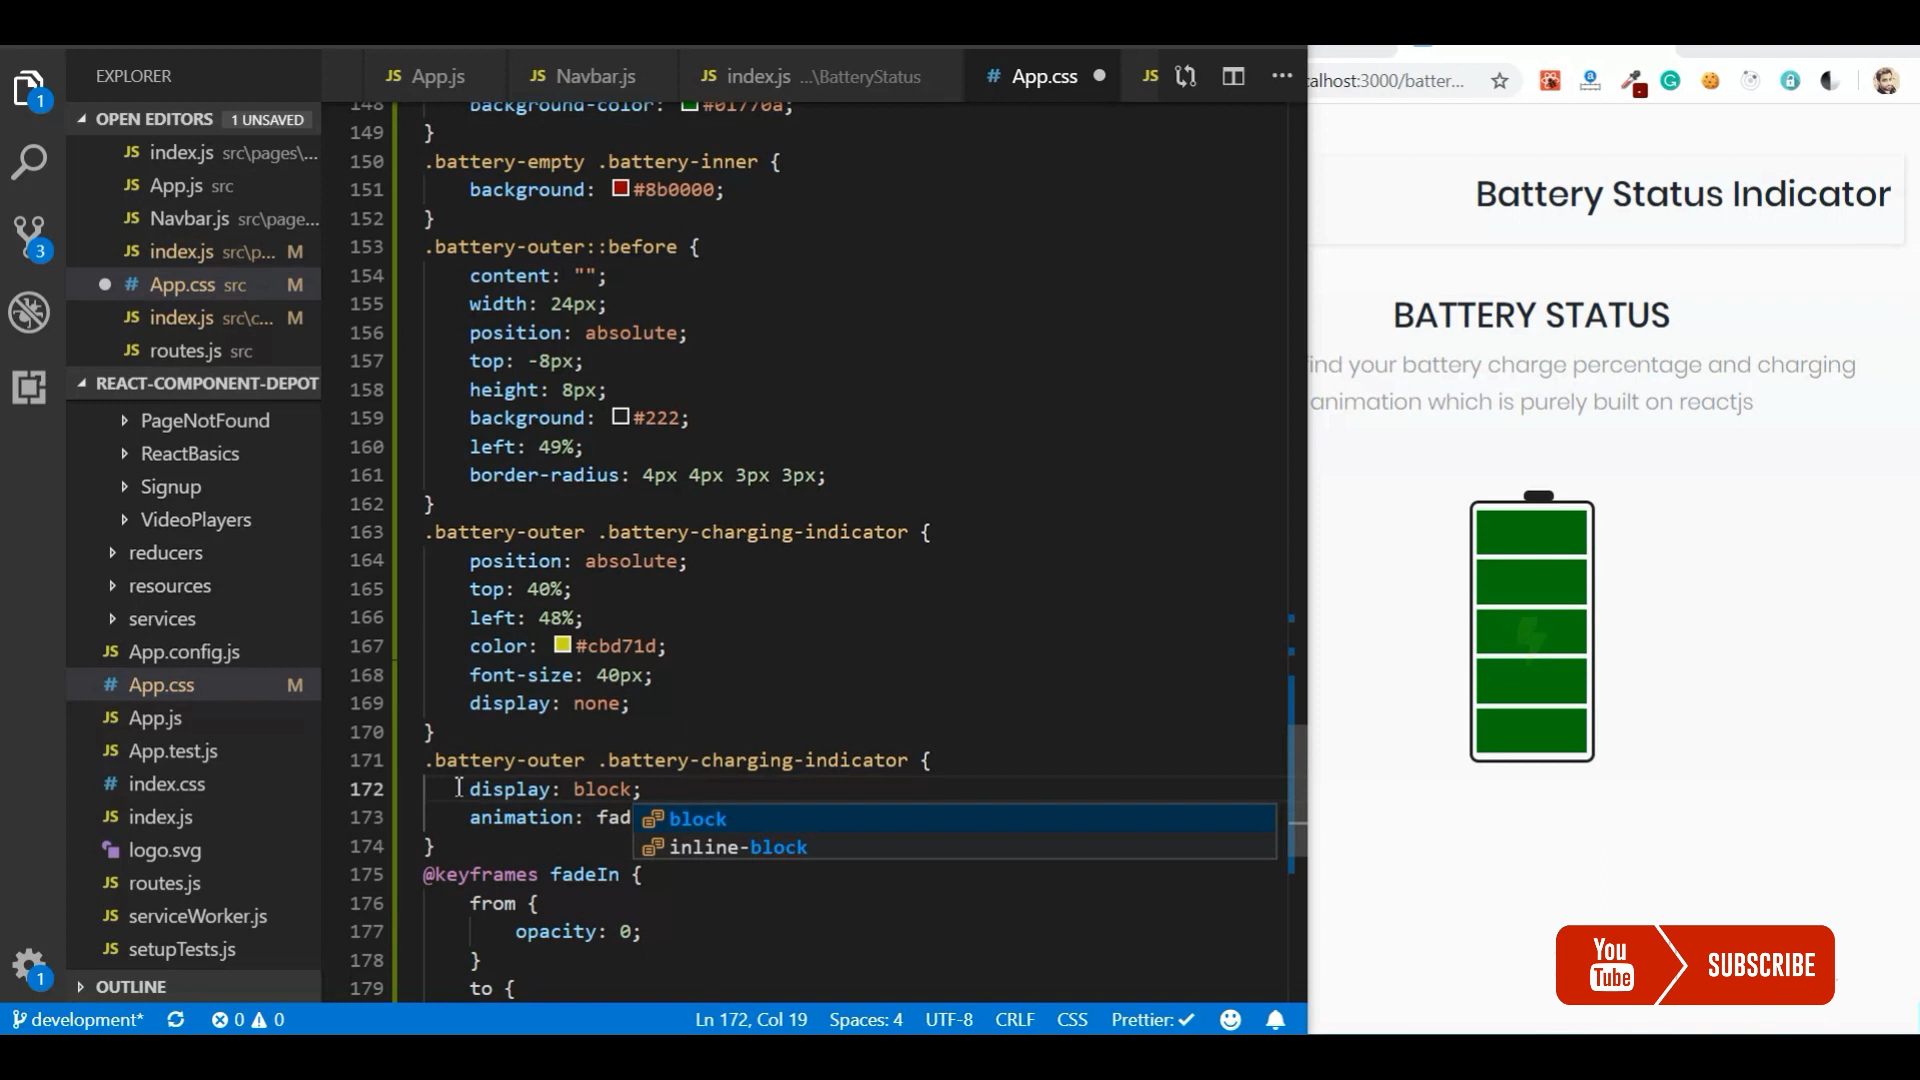 EXPLORER
JS App.js
JS Navbar.js
JS index.js ...\BatteryStatus
# App.css
JS
alhost:3000/batter...
1
OPEN EDITORS 1 UNSAVED
JS index.js src\pages\...
JS App.js src
JS Navbar.js src\page...
JS index.js src\p... M
# App.css src M
JS index.js src\c... M
JS routes.js src
3
REACT-COMPONENT-DEPOT
PageNotFound
ReactBasics
Signup
VideoPlayers
reducers
resources
services
JS App.config.js
# App.css M
JS App.js
JS App.test.js
# index.css
JS index.js
logo.svg
JS routes.js
JS serviceWorker.js
JS setupTests.js
OUTLINE
1
148 background-color: #01770a;
149 }
150 .battery-empty .battery-inner {
151 background: #8b0000;
152 }
153 .battery-outer::before {
154 content: "";
155 width: 24px;
156 position: absolute;
157 top: -8px;
158 height: 8px;
159 background: #222;
160 left: 49%;
161 border-radius: 4px 4px 3px 3px;
162 }
163 .battery-outer .battery-charging-indicator {
164 position: absolute;
165 top: 40%;
166 left: 48%;
167 color: #cbd71d;
168 font-size: 40px;
169 display: none;
170 }
171 .battery-outer .battery-charging-indicator {
172 display: block;
173 animation: fad
block
inline-block
174 }
175 @keyframes fadeIn {
176 from {
177 opacity: 0;
178 }
179 to {
Battery Status Indicator
BATTERY STATUS
ind your battery charge percentage and charging
animation which is purely built on reactjs
You
Tube
SUBSCRIBE
development* 0 0 Ln 172, Col 19 Spaces: 4 UTF-8 CRLF CSS Prettier: ✓